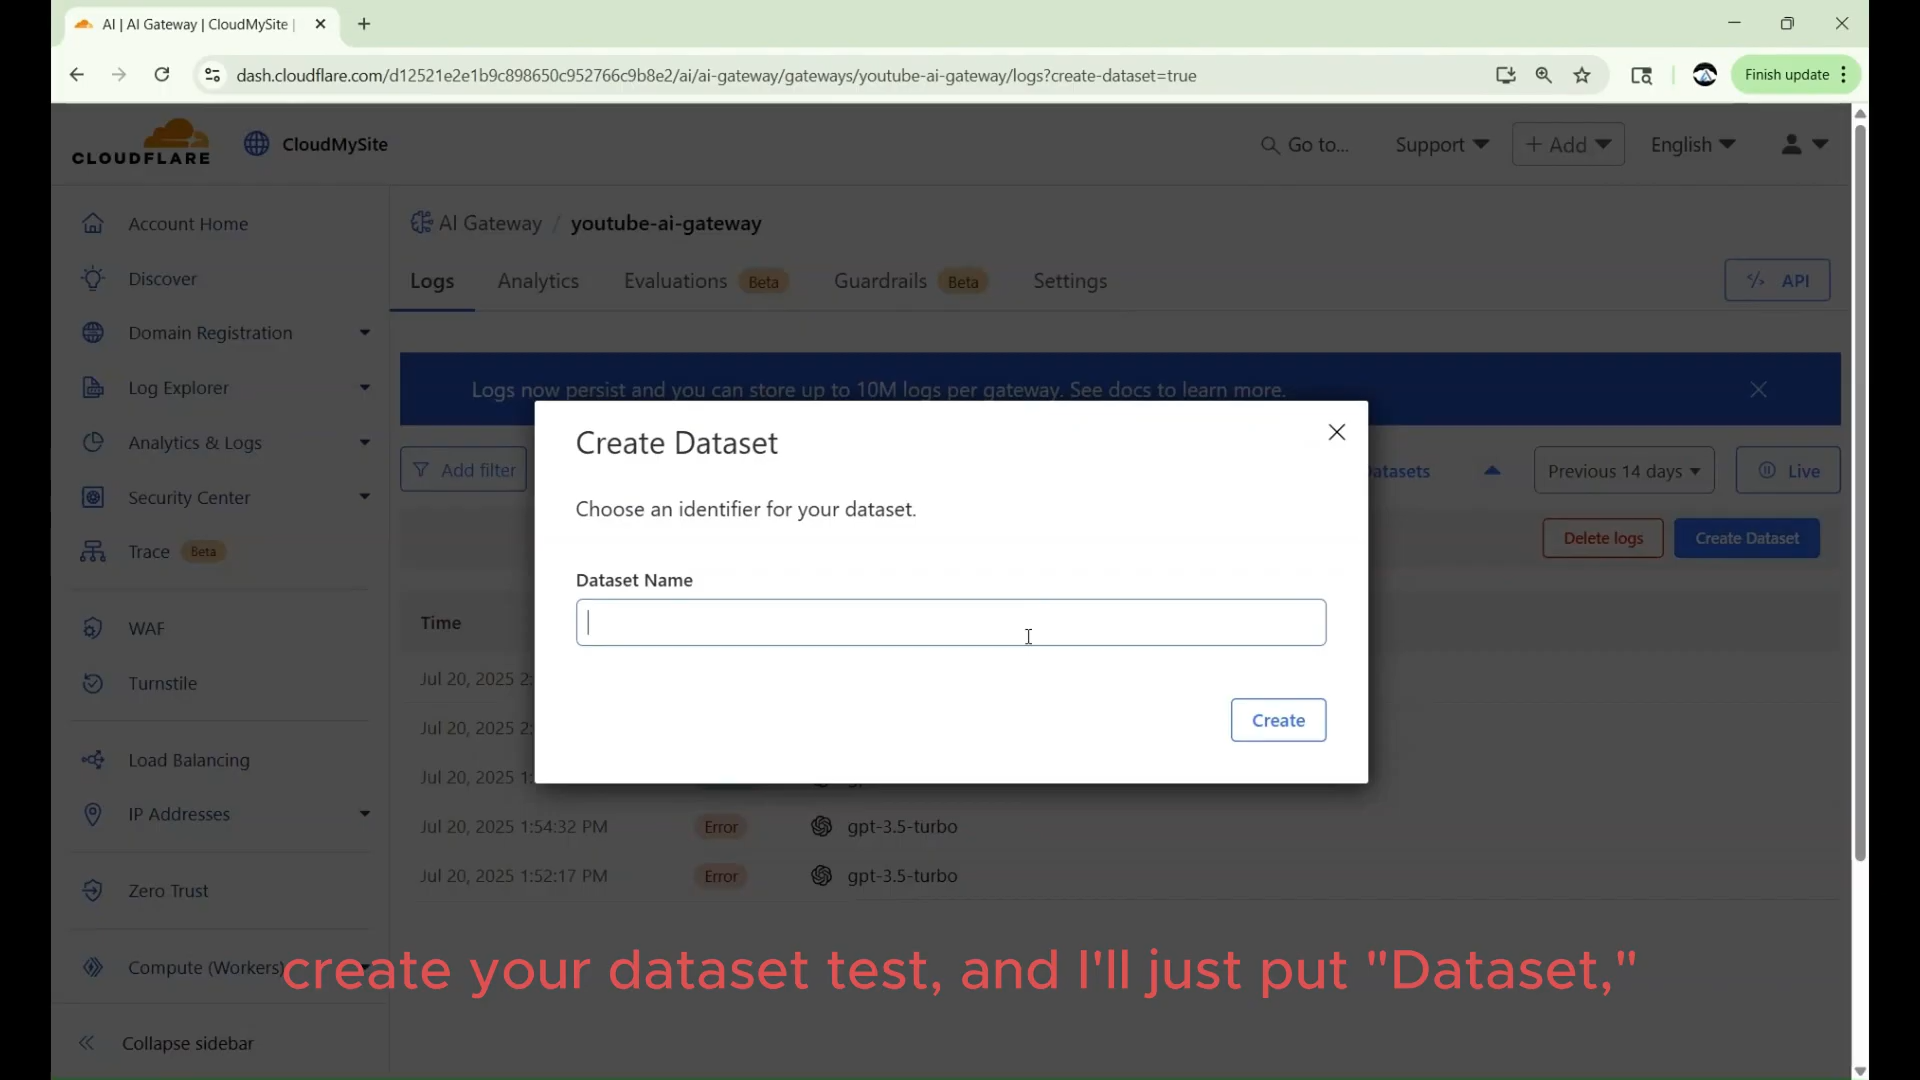 AI | AI Gateway | CloudMySite |
dash.cloudflare.com/d12521e2e1b9c898650c952766c9b8e2/ai/ai-gateway/gateways/youtube-ai-gateway/logs?create-dataset=true
Finish update
CLOUDFLARE
CloudMySite
Go to...
Support
+ Add
English
Account Home
Discover
Domain Registration
Log Explorer
Analytics & Logs
Security Center
Trace Beta
WAF
Turnstile
Load Balancing
IP Addresses
Zero Trust
Compute (Workers)
Collapse sidebar
AI Gateway / youtube-ai-gateway
Logs
Analytics
Evaluations Beta
Guardrails Beta
Settings
</> API
Logs now persist and you can store up to 10M logs per gateway. See docs to learn more.
Add filter
Previous 14 days
Live
Delete logs
Create Dataset
Time
Jul 20, 2025 2:
Jul 20, 2025 2:
Jul 20, 2025 1:
Jul 20, 2025 1:54:32 PM Error gpt-3.5-turbo
Jul 20, 2025 1:52:17 PM Error gpt-3.5-turbo
Create Dataset
Choose an identifier for your dataset.
Dataset Name
Create
create your dataset test, and I'll just put "Dataset,"